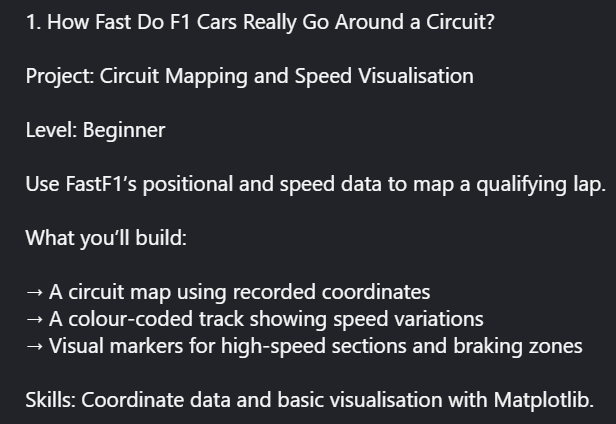 1. How Fast Do F1 Cars Really Go Around a Circuit?
Project: Circuit Mapping and Speed Visualisation
Level: Beginner
Use FastF1’s positional and speed data to map a qualifying lap.
What you’ll build:
→ A circuit map using recorded coordinates
→ A colour-coded track showing speed variations
→ Visual markers for high-speed sections and braking zones
Skills: Coordinate data and basic visualisation with Matplotlib.